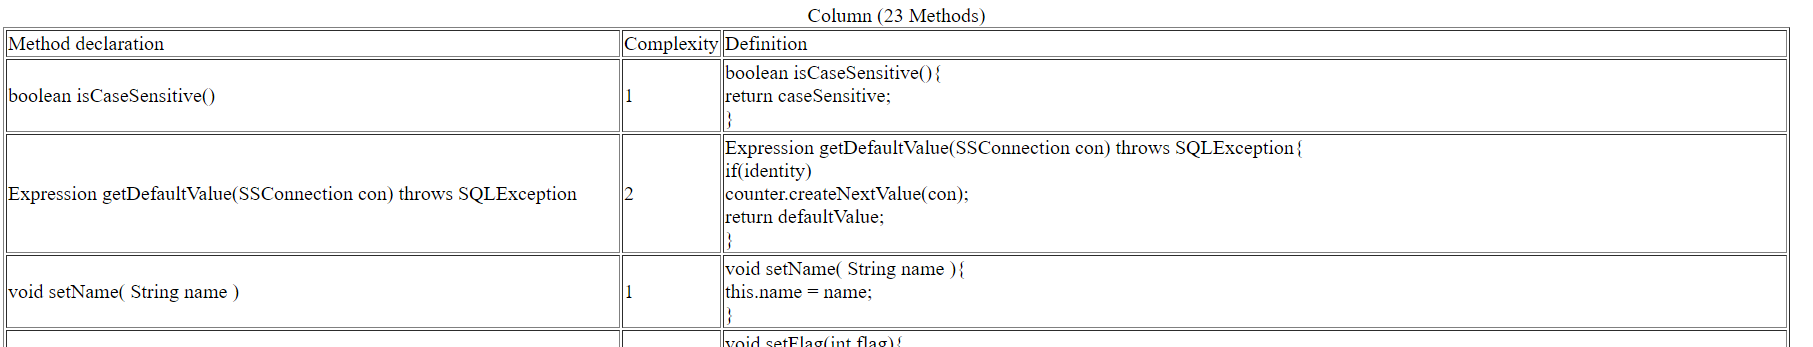 Column (23 Methods)
Method declaration Complexity Definition
boolean isCaseSensitive() 1
boolean isCaseSensitive(){
return caseSensitive;
}
Expression getDefaultValue(SSConnection con) throws SQLException 2
Expression getDefaultValue(SSConnection con) throws SQLException{
if(identity)
counter.createNextValue(con);
return defaultValue;
}
void setName( String name ) 1
void setName( String name ){
this.name = name;
}
void setFlag(int flag){